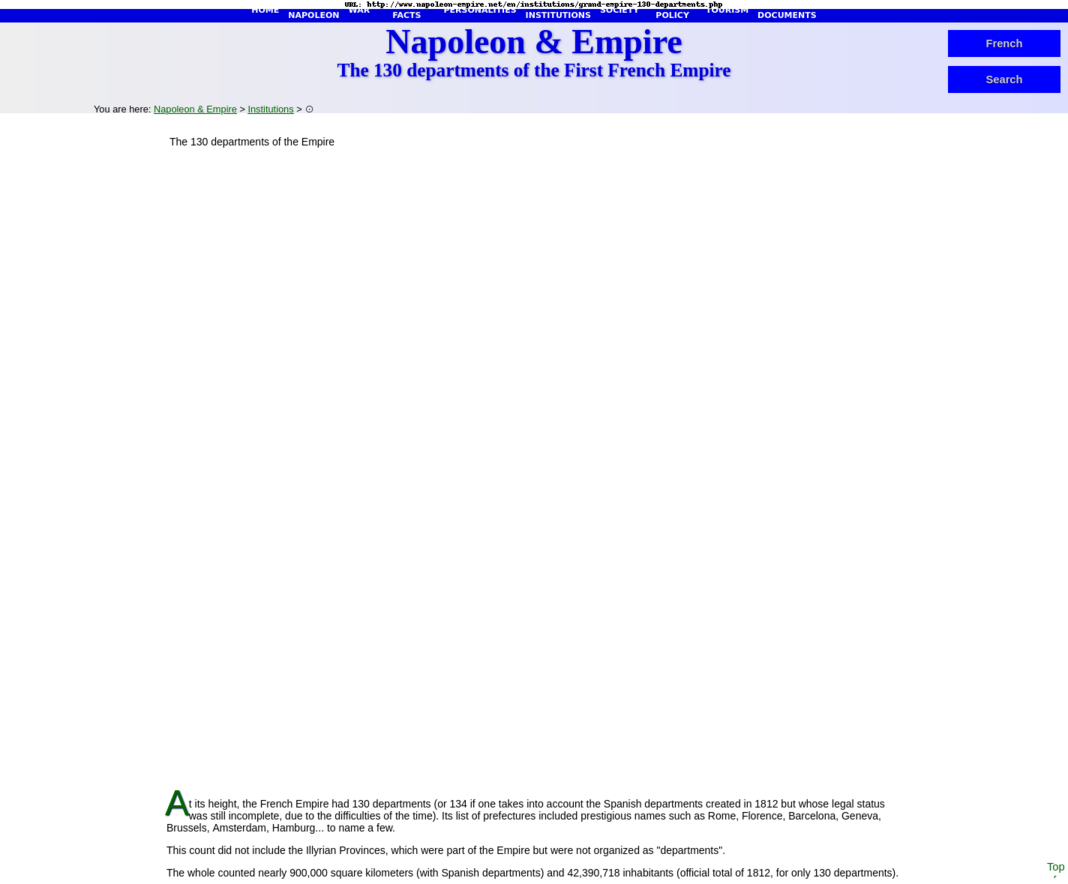 URL: http://www.napoleon-empire.net/en/institutions/grand-empire-130-departments.php
HOME NAPOLEON WAR FACTS PERSONALITIES INSTITUTIONS SOCIETY POLICY TOURISM DOCUMENTS
Napoleon & Empire
The 130 departments of the First French Empire
French
Search
You are here: Napoleon & Empire > Institutions > ⊙
The 130 departments of the Empire
At its height, the French Empire had 130 departments (or 134 if one takes into account the Spanish departments created in 1812 but whose legal status
was still incomplete, due to the difficulties of the time). Its list of prefectures included prestigious names such as Rome, Florence, Barcelona, Geneva,
Brussels, Amsterdam, Hamburg... to name a few.
This count did not include the Illyrian Provinces, which were part of the Empire but were not organized as "departments".
The whole counted nearly 900,000 square kilometers (with Spanish departments) and 42,390,718 inhabitants (official total of 1812, for only 130 departments).
Top